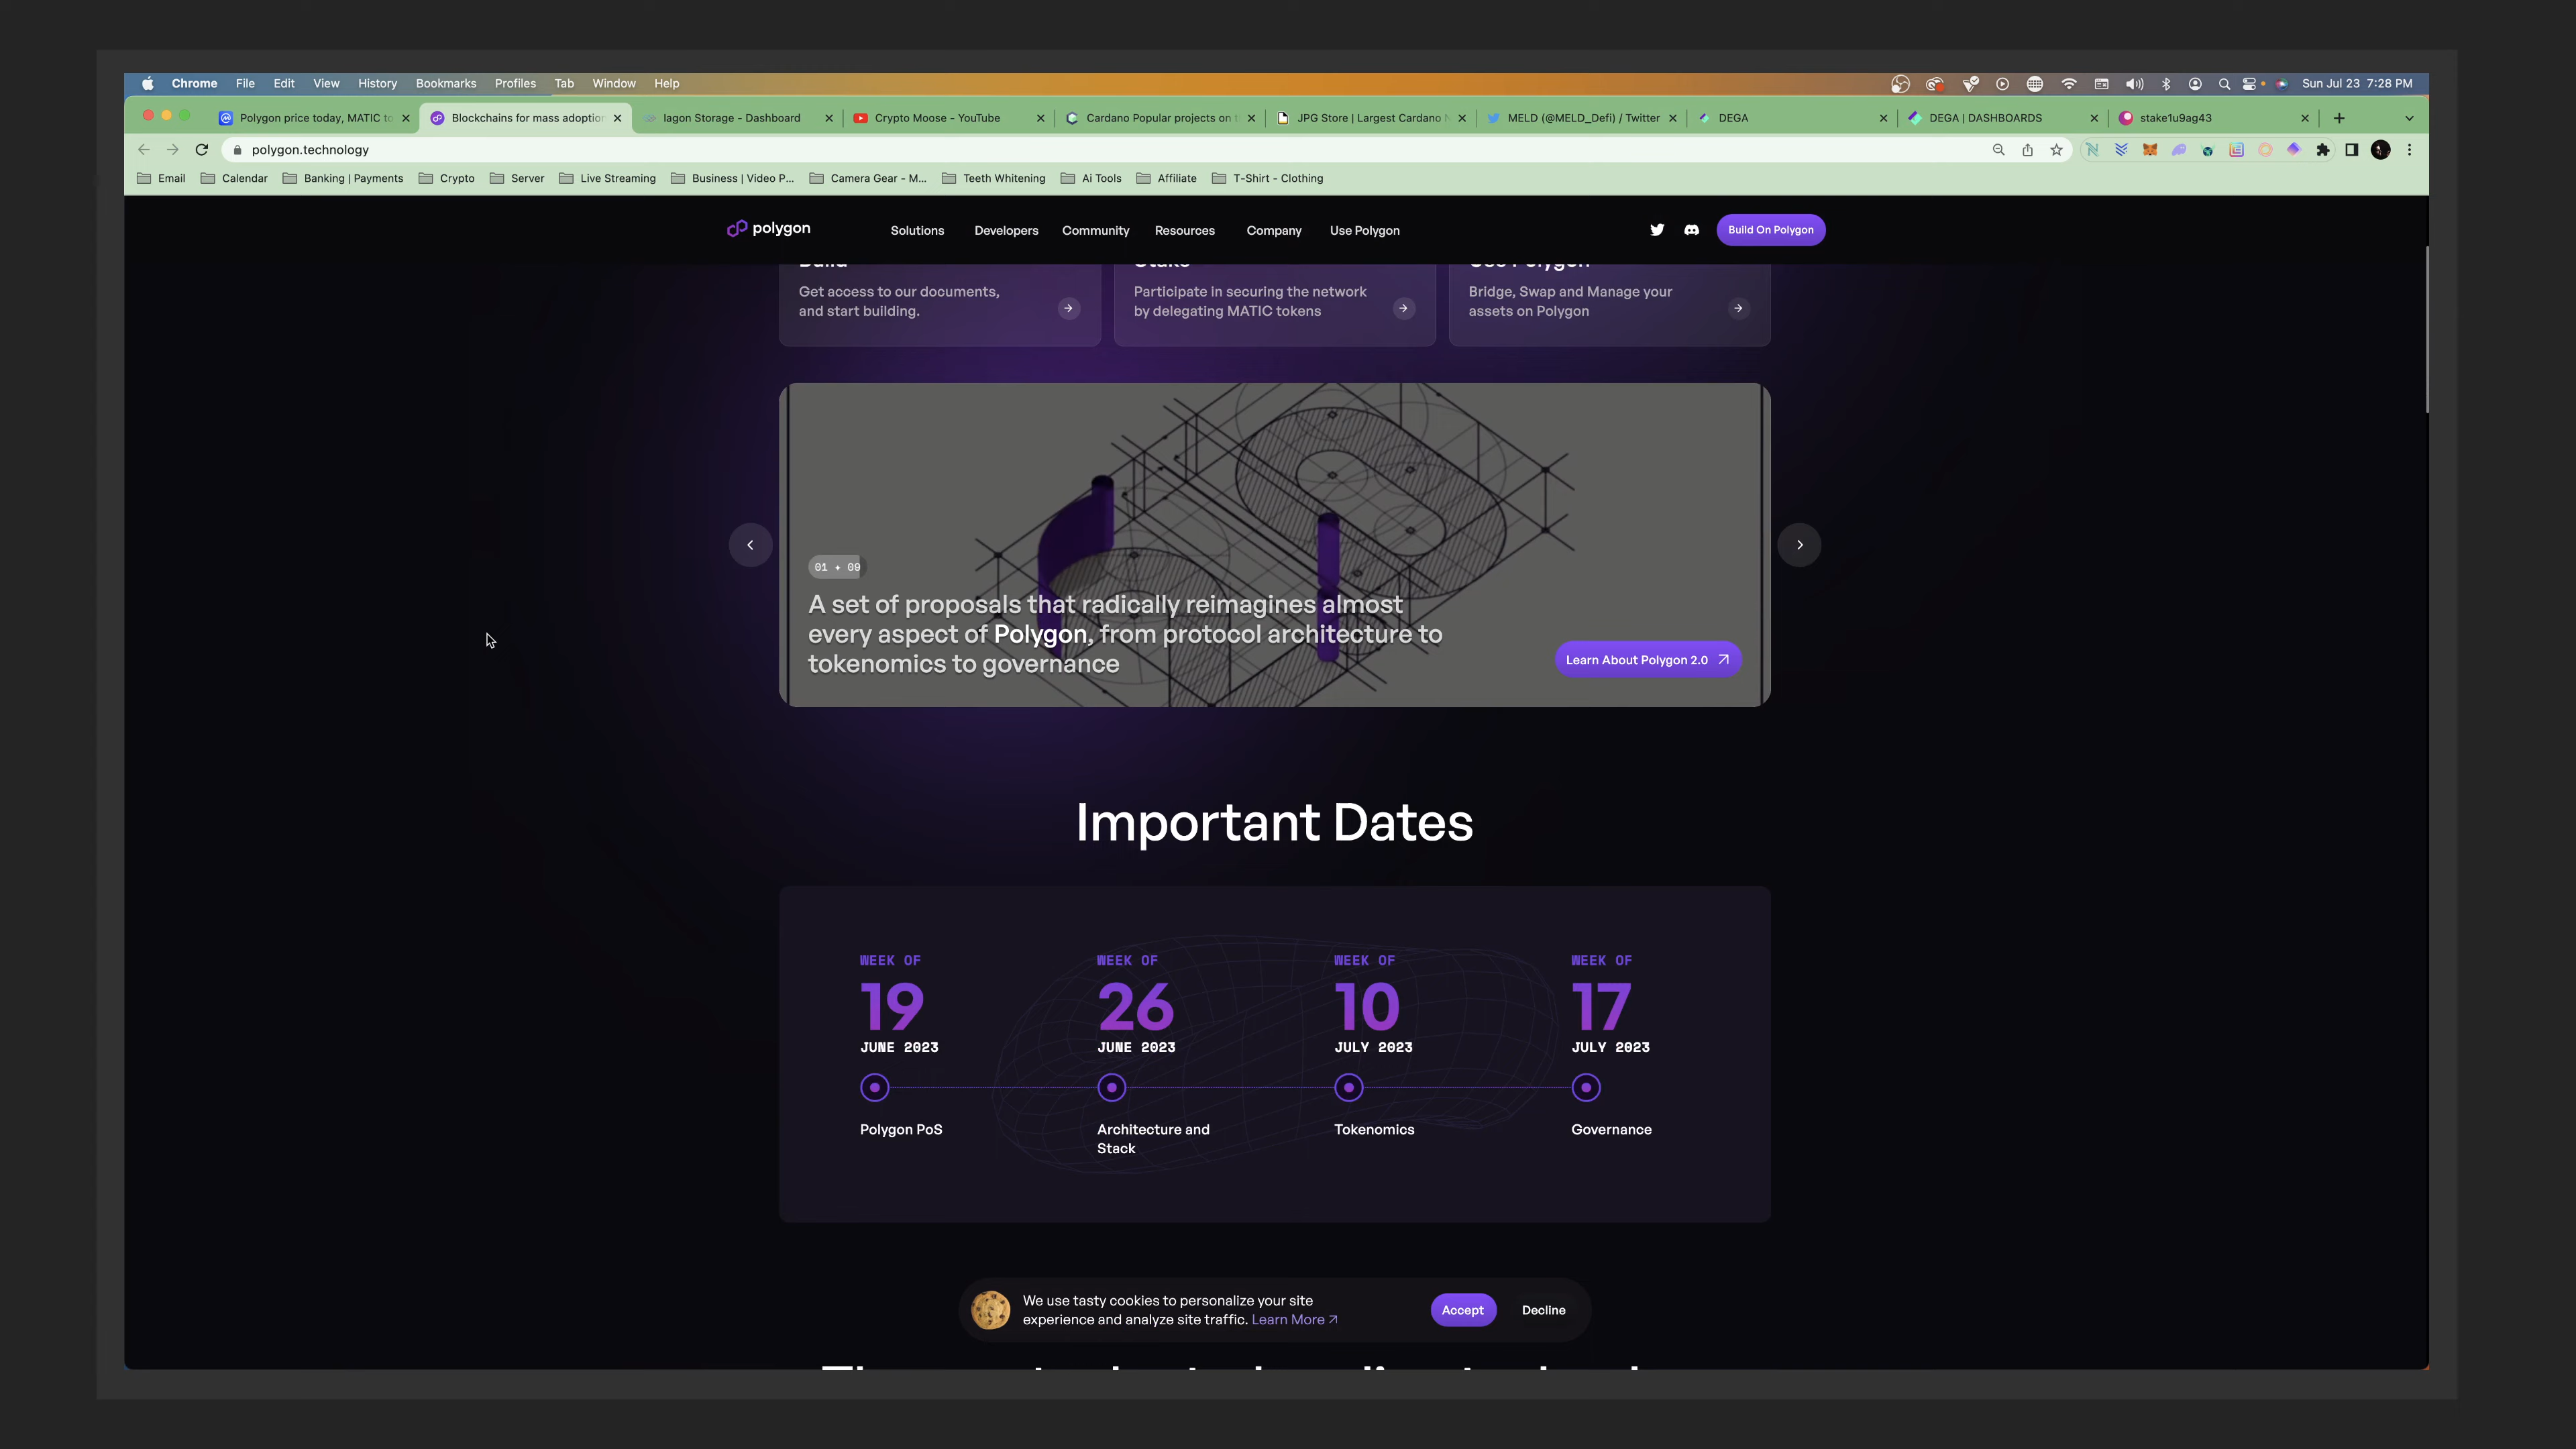 Chrome File Edit View History Bookmarks Profiles Tab Window Help Sun Jul 23 7:28 PM
Polygon price today, MATIC to Blockchains for mass adoption Iagon Storage - Dashboard Crypto Moose - YouTube Cardano Popular projects on JPG Store | Largest Cardano MELD (@MELD_Defi) / Twitter DEGA DEGA | DASHBOARDS stake1u9ag43
polygon.technology
Email Calendar Banking | Payments Crypto Server Live Streaming Business | Video P... Camera Gear - M... Teeth Whitening Ai Tools Affiliate T-Shirt - Clothing
polygon Solutions Developers Community Resources Company Use Polygon Build On Polygon
Build Stake Use Polygon
Get access to our documents,
and start building.
Participate in securing the network
by delegating MATIC tokens
Bridge, Swap and Manage your
assets on Polygon
01 ✦ 09
A set of proposals that radically reimagines almost
every aspect of Polygon, from protocol architecture to
tokenomics to governance
Learn About Polygon 2.0
Important Dates
WEEK OF
19
JUNE 2023
Polygon PoS
WEEK OF
26
JUNE 2023
Architecture and
Stack
WEEK OF
10
JULY 2023
Tokenomics
WEEK OF
17
JULY 2023
Governance
We use tasty cookies to personalize your site
experience and analyze site traffic. Learn More
Accept Decline